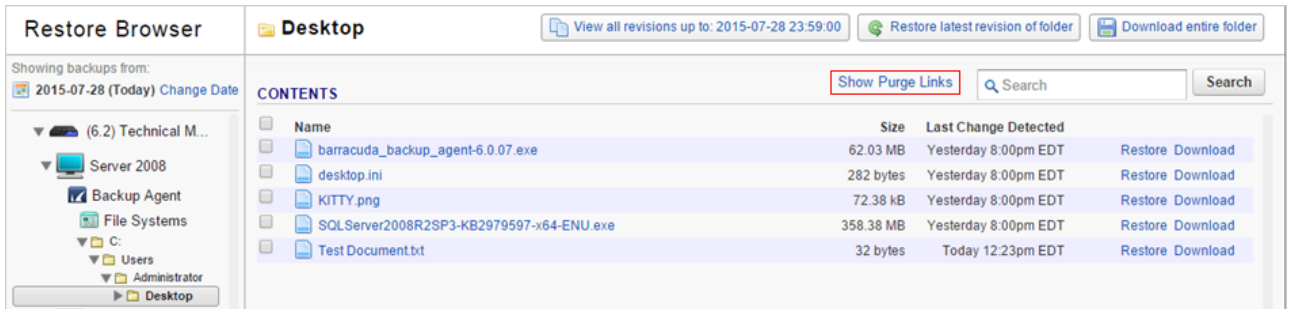 Restore Browser
Desktop
View all revisions up to: 2015-07-28 23:59:00
Restore latest revision of folder
Download entire folder
Showing backups from:
2015-07-28 (Today) Change Date
Show Purge Links
Search
Search
CONTENTS
Name Size Last Change Detected
barracuda_backup_agent-6.0.07.exe 62.03 MB Yesterday 8:00pm EDT Restore Download
desktop.ini 282 bytes Yesterday 8:00pm EDT Restore Download
KITTY.png 72.38 kB Yesterday 8:00pm EDT Restore Download
SQLServer2008R2SP3-KB2979597-x64-ENU.exe 358.38 MB Yesterday 8:00pm EDT Restore Download
Test Document.txt 32 bytes Today 12:23pm EDT Restore Download
(6.2) Technical M...
Server 2008
Backup Agent
File Systems
C:
Users
Administrator
Desktop